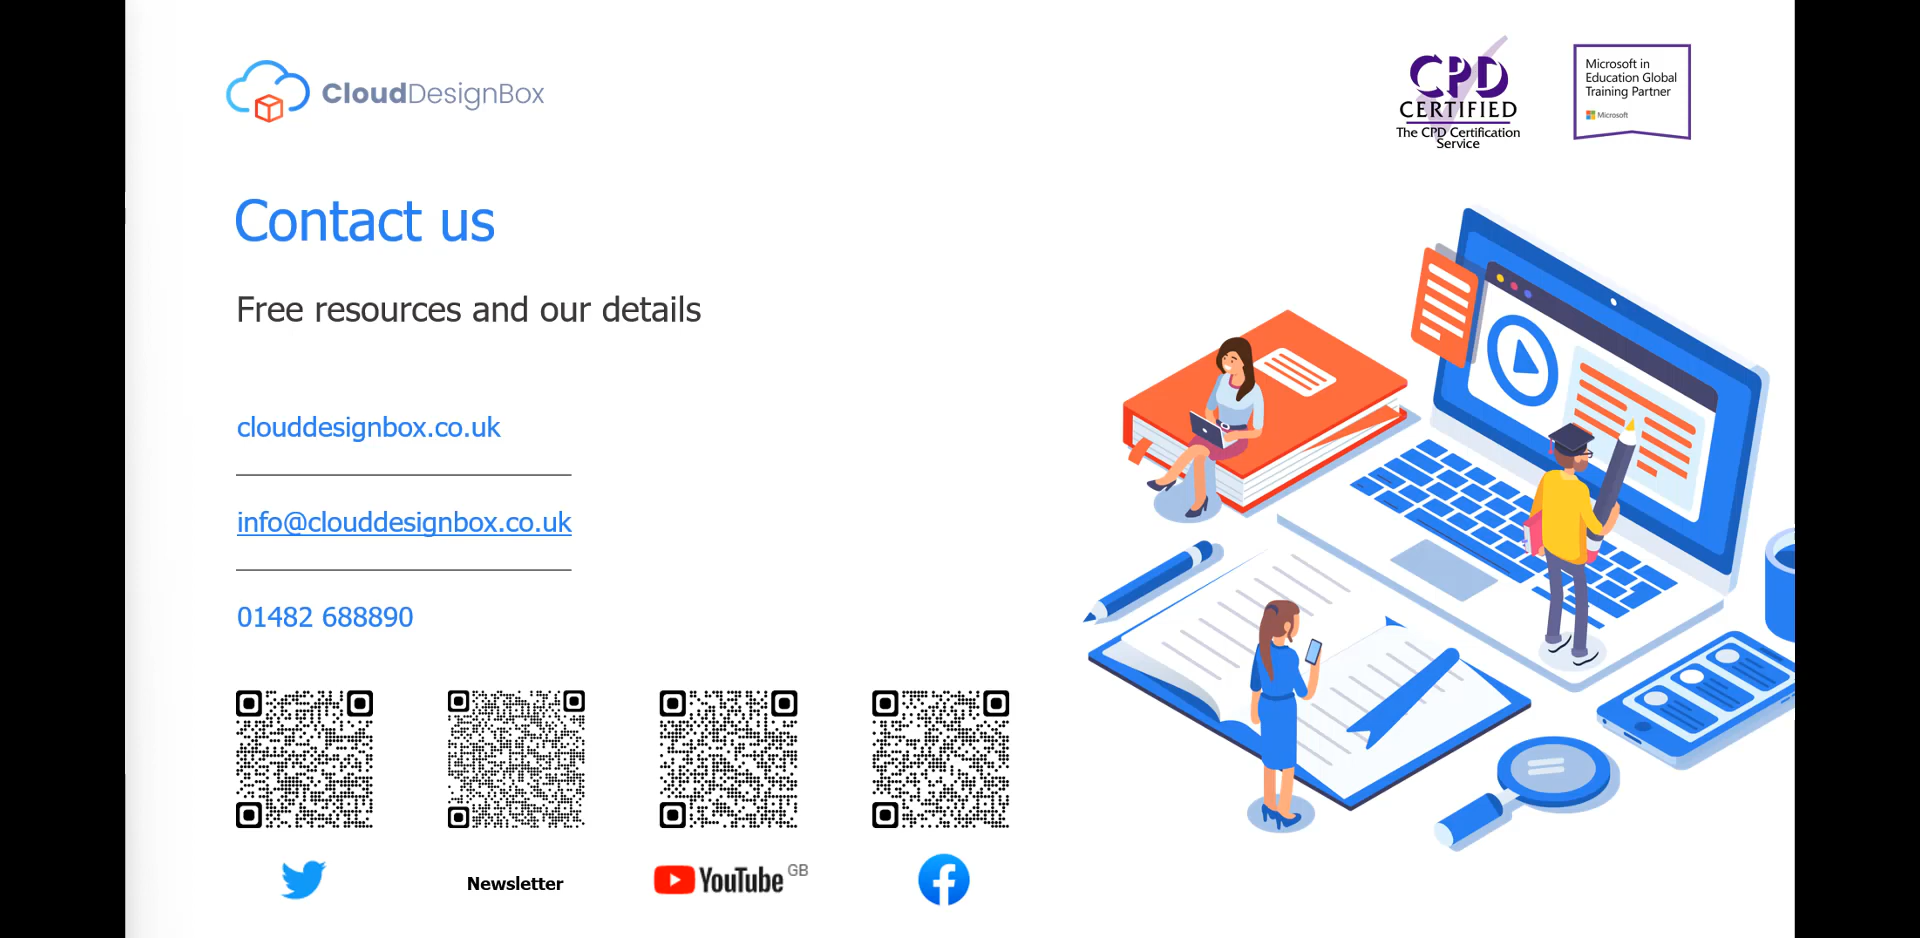 CloudDesignBox
CPD
CERTIFIED
The CPD Certification
Service
Microsoft in
Education Global
Training Partner
Microsoft
Contact us
Free resources and our details
clouddesignbox.co.uk
info@clouddesignbox.co.uk
01482 688890
Newsletter
YouTube GB